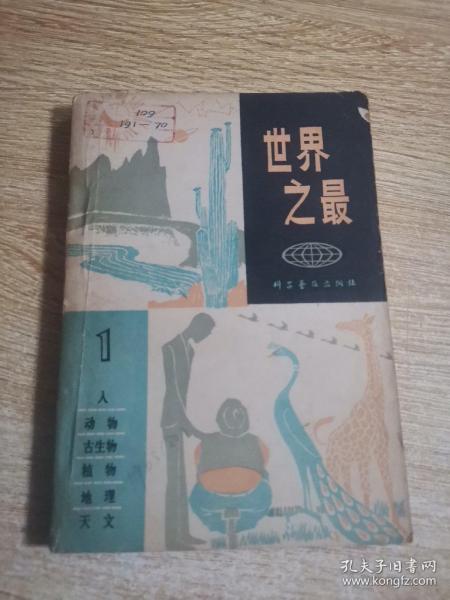 109
191-70
世界
之最
科学普及出版社
1
人
动物
古生物
植物
地理
天文
孔夫子旧书网
www.kongfz.com